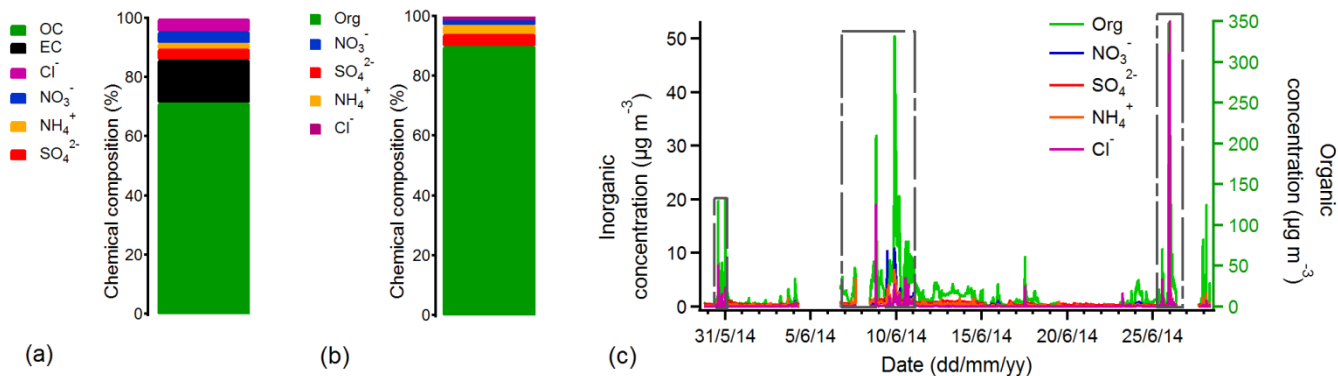 OC
EC
Cl⁻
NO₃⁻
NH₄⁺
SO₄²⁻
Chemical composition (%)
100
80
60
40
20
0
(a)
Org
NO₃⁻
SO₄²⁻
NH₄⁺
Cl⁻
Chemical composition (%)
100
80
60
40
20
0
(b)
Inorganic
concentration (µg m⁻³)
50
40
30
20
10
0
Org
NO₃⁻
SO₄²⁻
NH₄⁺
Cl⁻
350
300
250
200
150
100
50
0
Organic
concentration (µg m⁻³)
31/5/14 5/6/14 10/6/14 15/6/14 20/6/14 25/6/14
Date (dd/mm/yy)
(c)